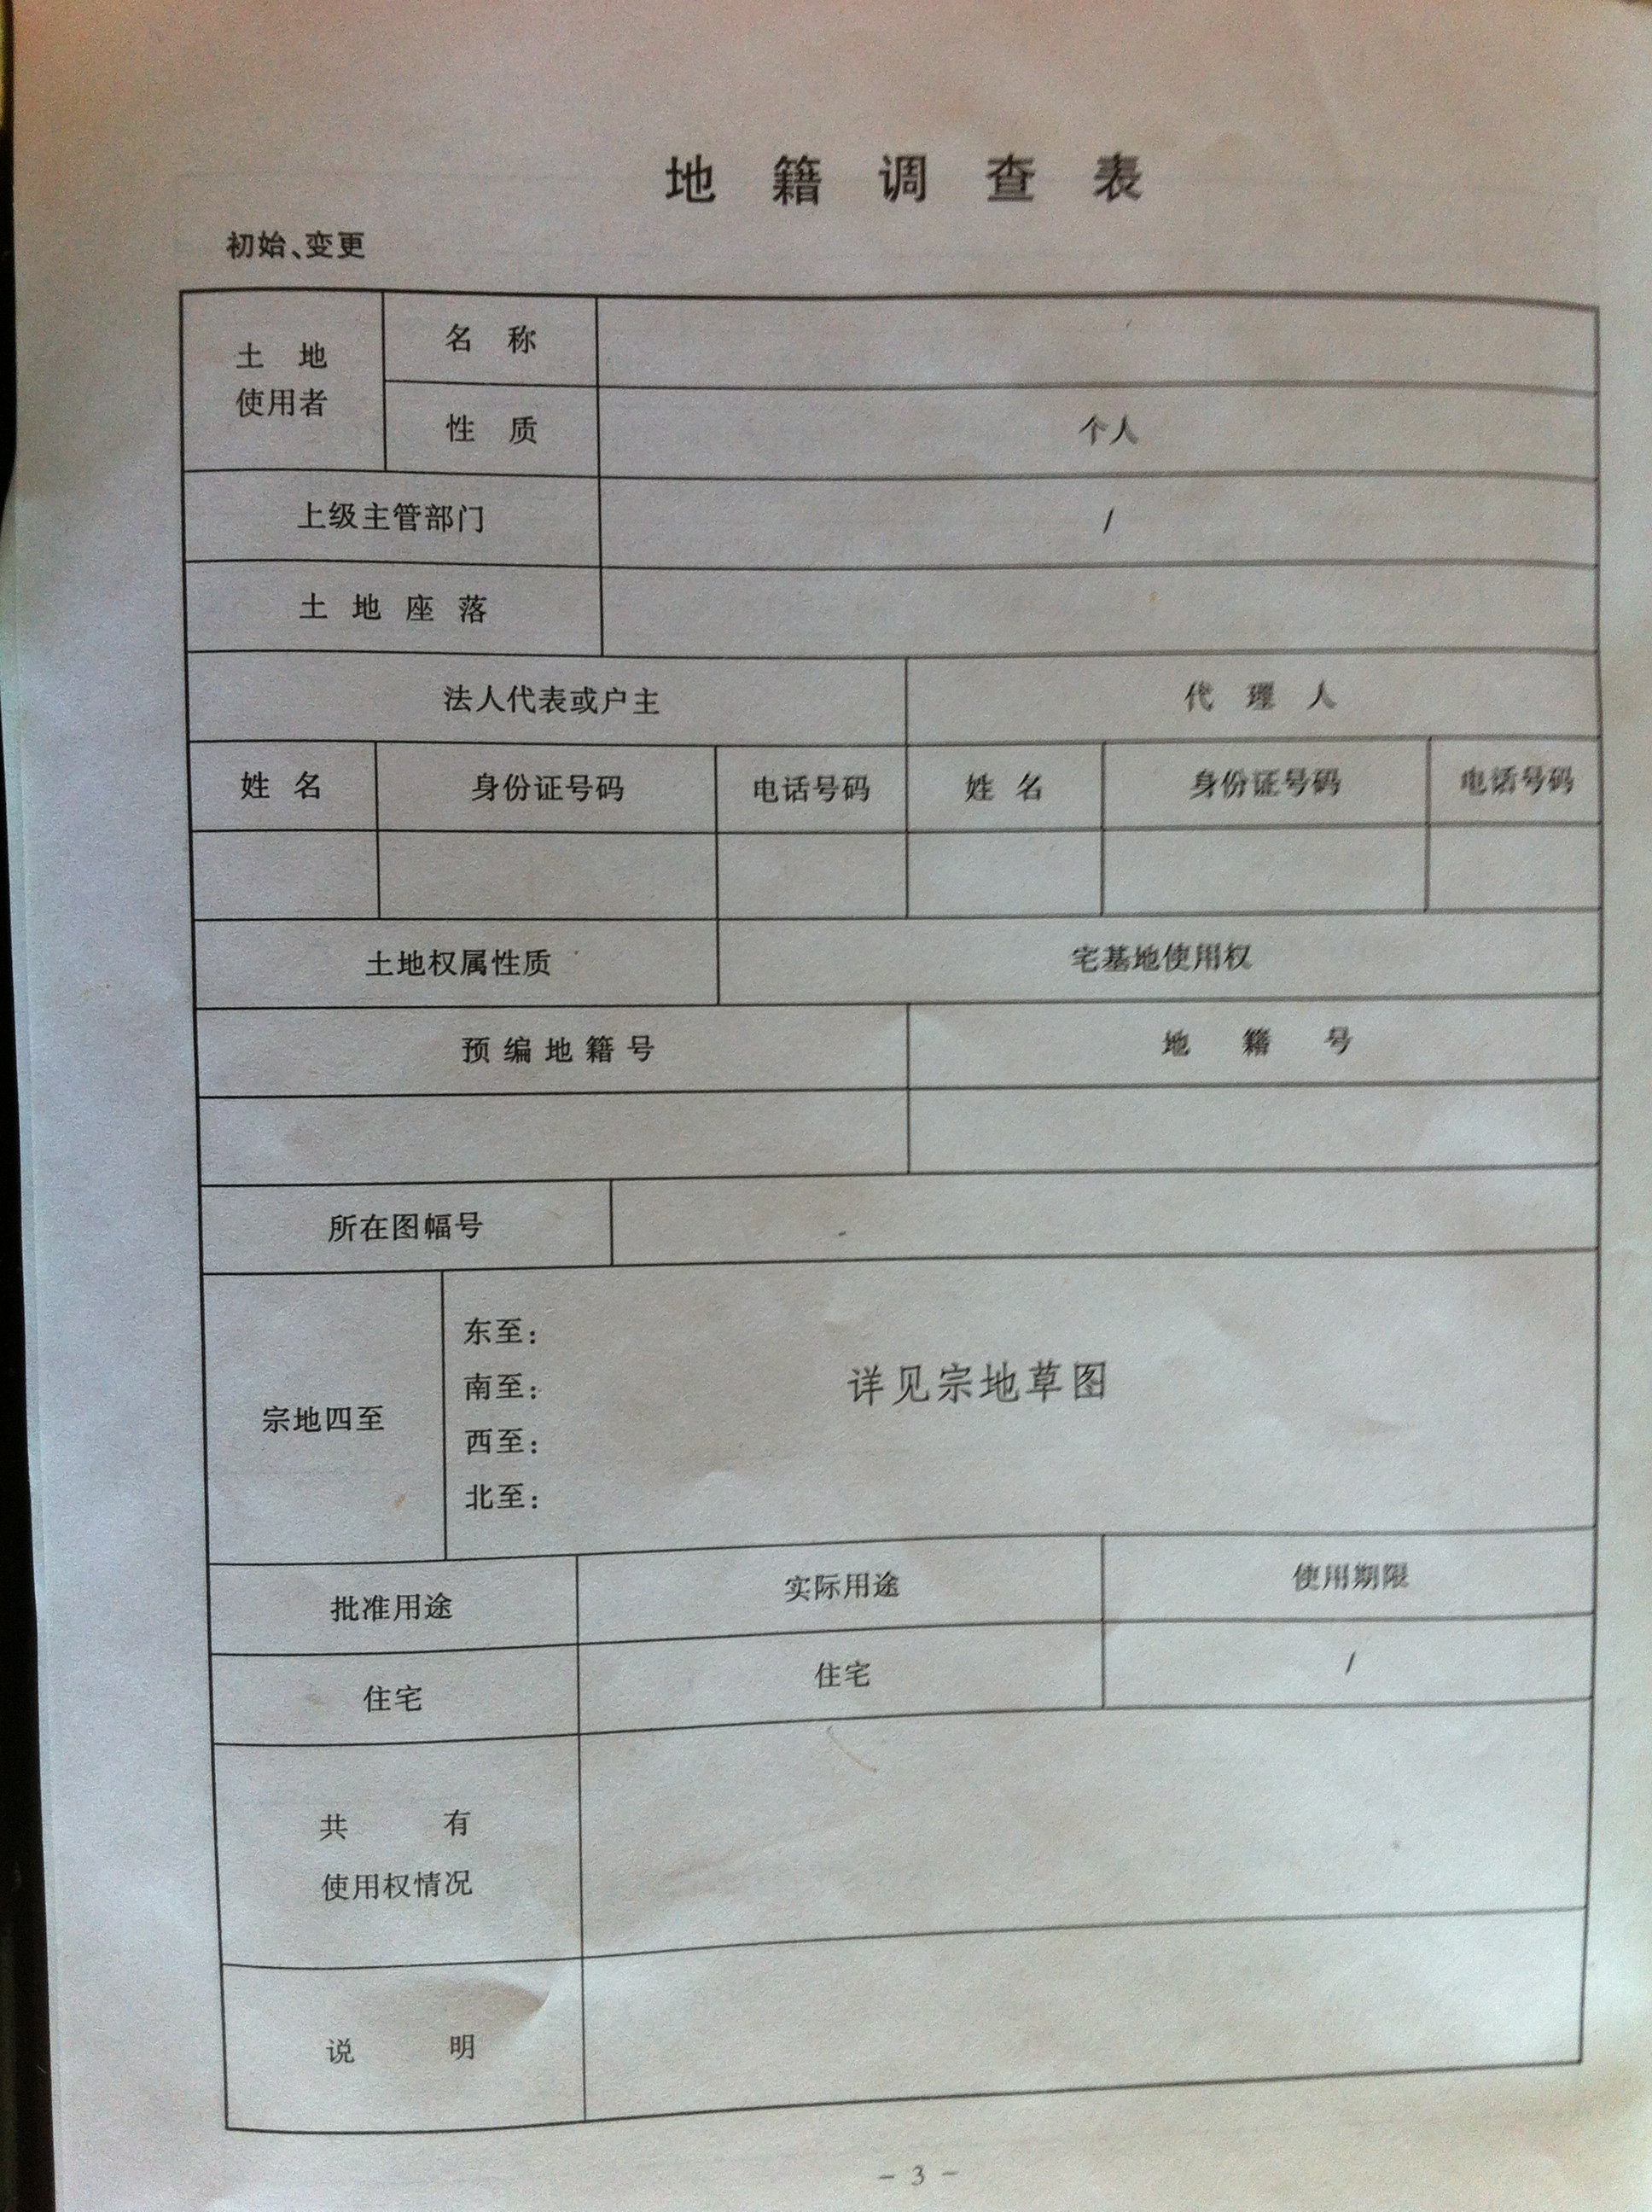 地籍调查表
初始、变更
土地
使用者
名称
性质 个人
上级主管部门 /
土地座落
法人代表或户主 代理人
姓名 身份证号码 电话号码 姓名 身份证号码 电话号码
土地权属性质 宅基地使用权
预编地籍号 地籍号
所在图幅号
宗地四至
东至:
南至: 详见宗地草图
西至:
北至:
批准用途 实际用途 使用期限
住宅 住宅 /
共有
使用权情况
说明
- 3 -